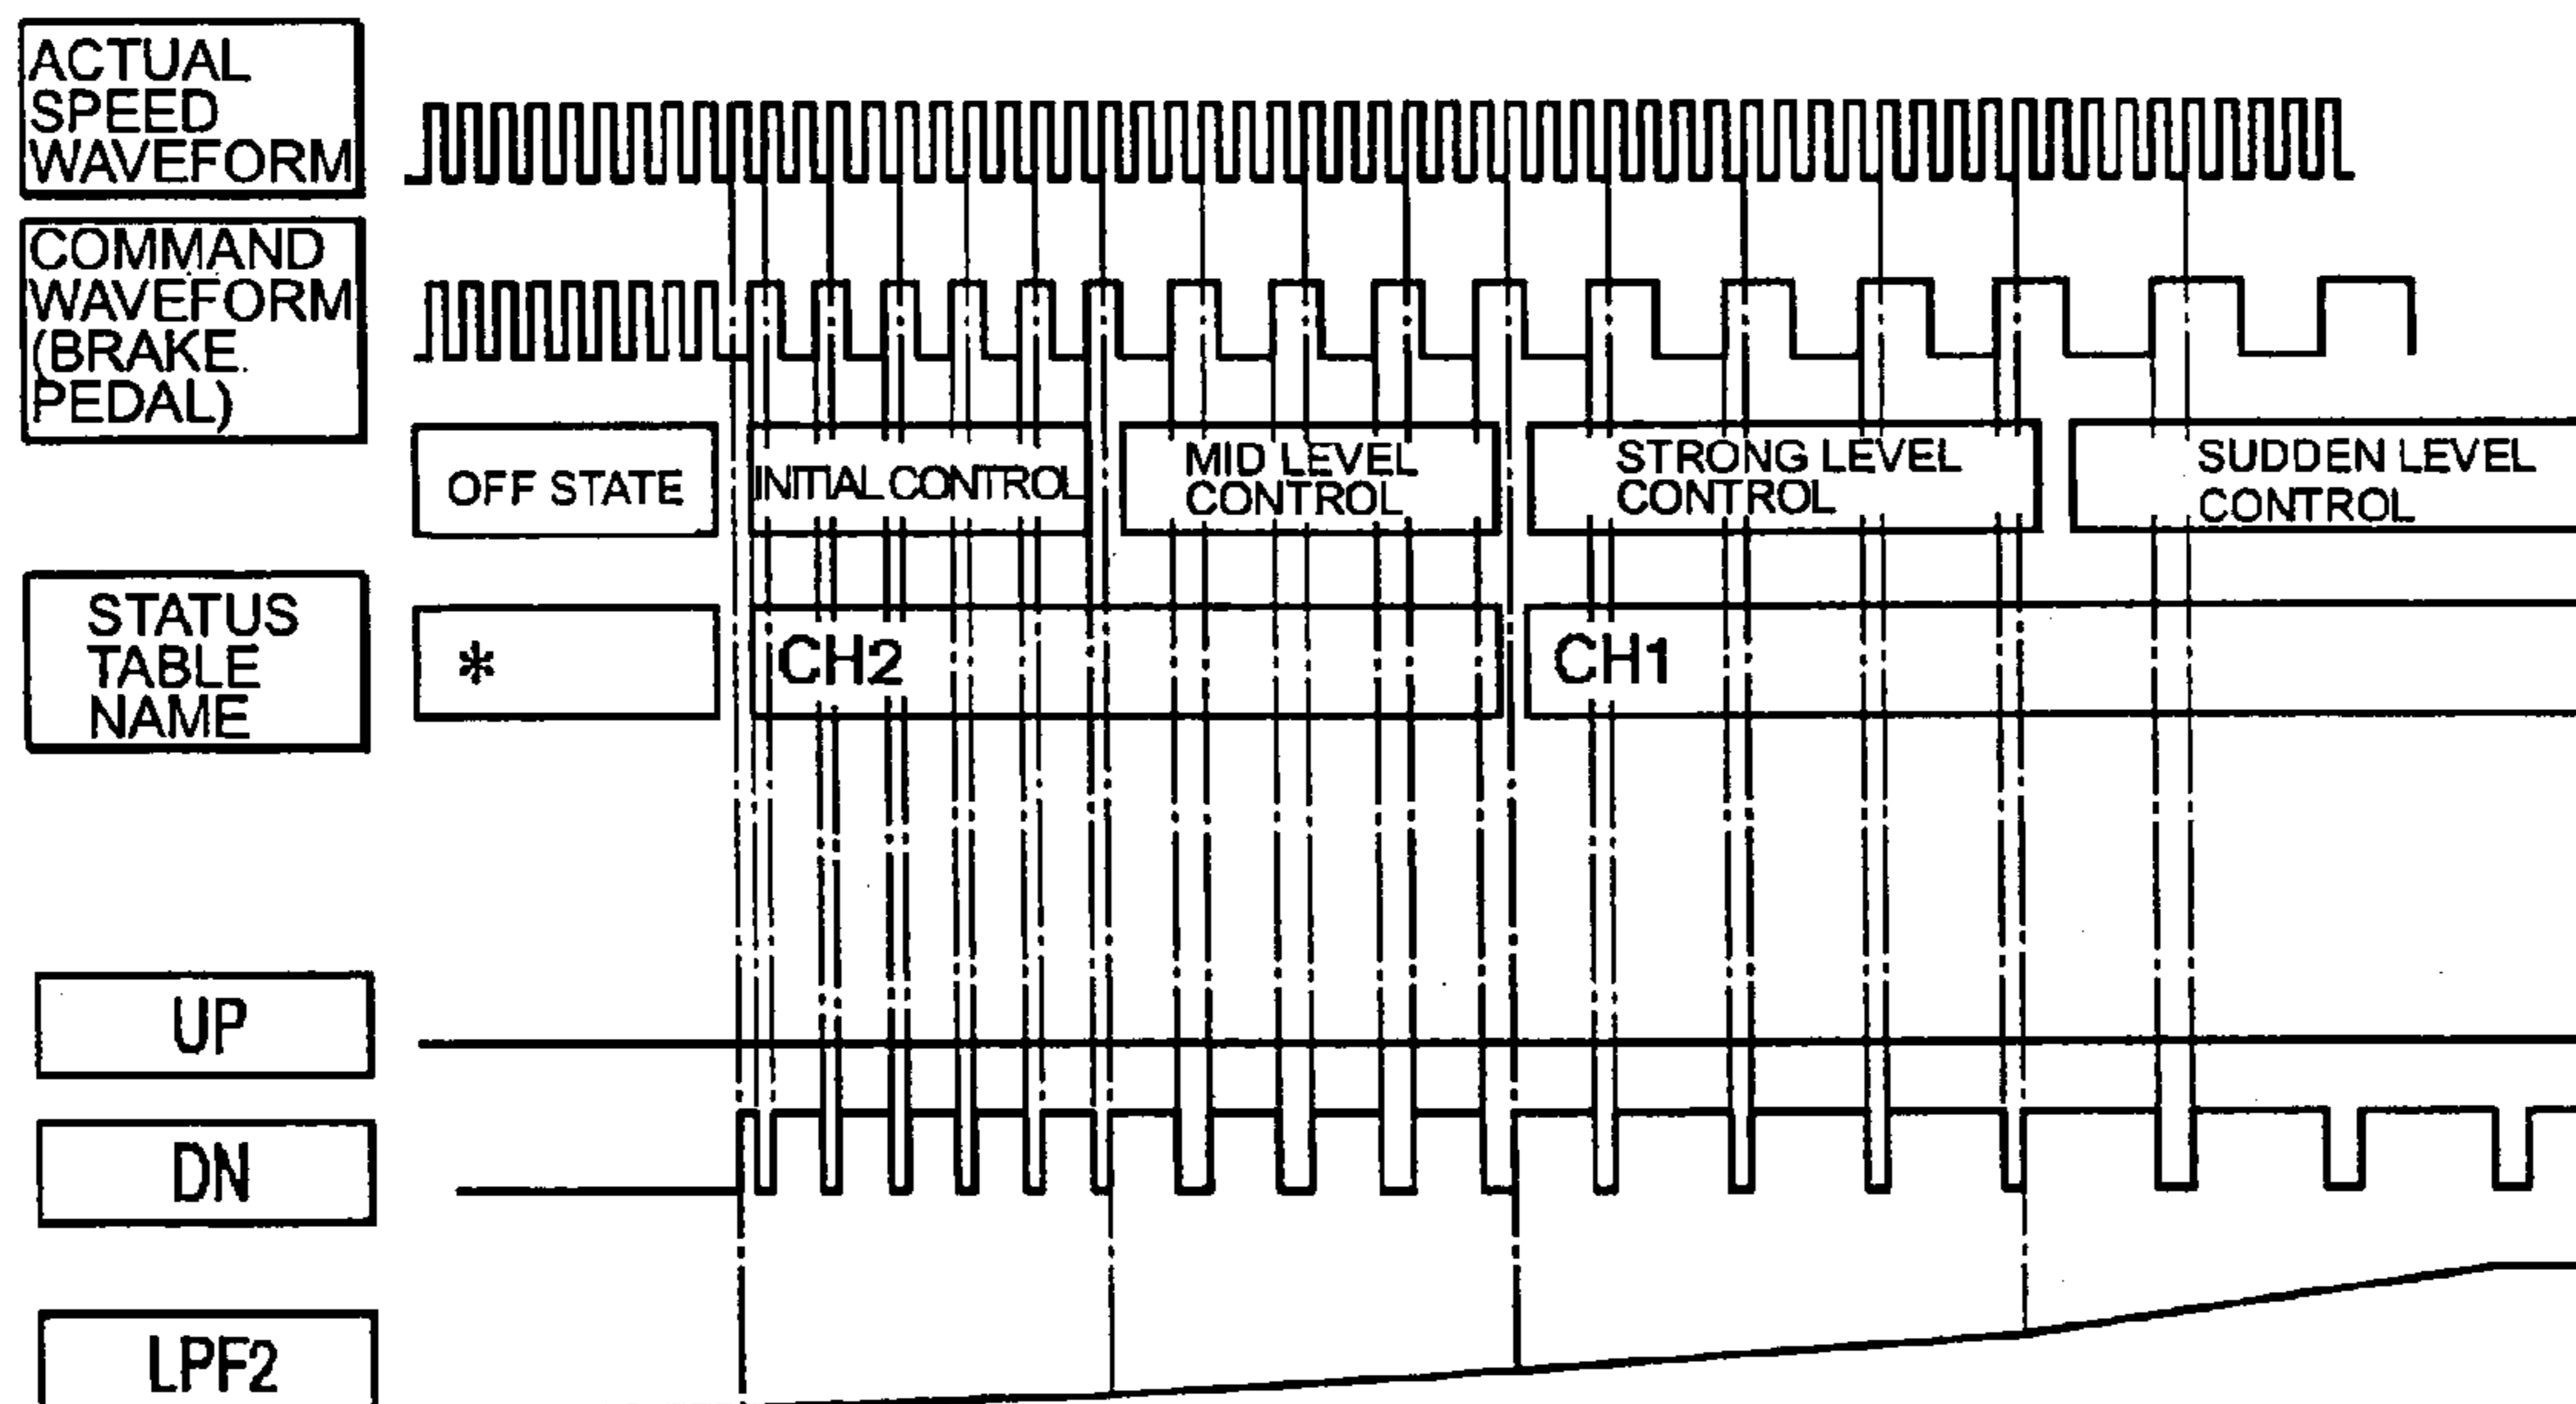 ACTUAL
SPEED
WAVEFORM
COMMAND
WAVEFORM
(BRAKE.
PEDAL)
OFF STATE
INITIAL CONTROL
MID LEVEL
CONTROL
STRONG LEVEL
CONTROL
SUDDEN LEVEL
CONTROL
STATUS
TABLE
NAME
*
CH2
CH1
UP
DN
LPF2